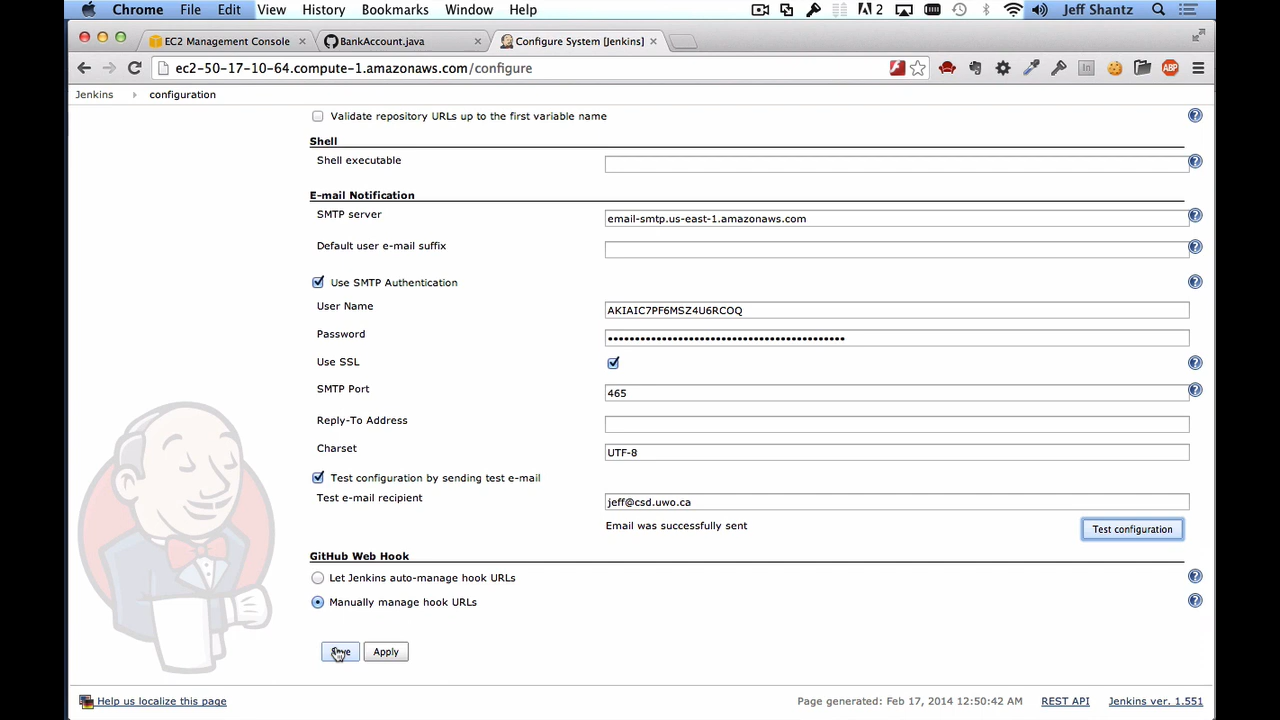 Chrome File Edit View History Bookmarks Window Help 2 Jeff Shantz
EC2 Management Console BankAccount.java Configure System [Jenkins]
ec2-50-17-10-64.compute-1.amazonaws.com/configure ABP
Jenkins configuration
Validate repository URLs up to the first variable name
Shell
Shell executable
E-mail Notification
SMTP server email-smtp.us-east-1.amazonaws.com
Default user e-mail suffix
Use SMTP Authentication
User Name AKIAIC7PF6MSZ4U6RCOQ
Password
Use SSL
SMTP Port 465
Reply-To Address
Charset UTF-8
Test configuration by sending test e-mail
Test e-mail recipient jeff@csd.uwo.ca
Email was successfully sent Test configuration
GitHub Web Hook
Let Jenkins auto-manage hook URLs
Manually manage hook URLs
Apply
Help us localize this page Page generated: Feb 17, 2014 12:50:42 AM REST API Jenkins ver. 1.551